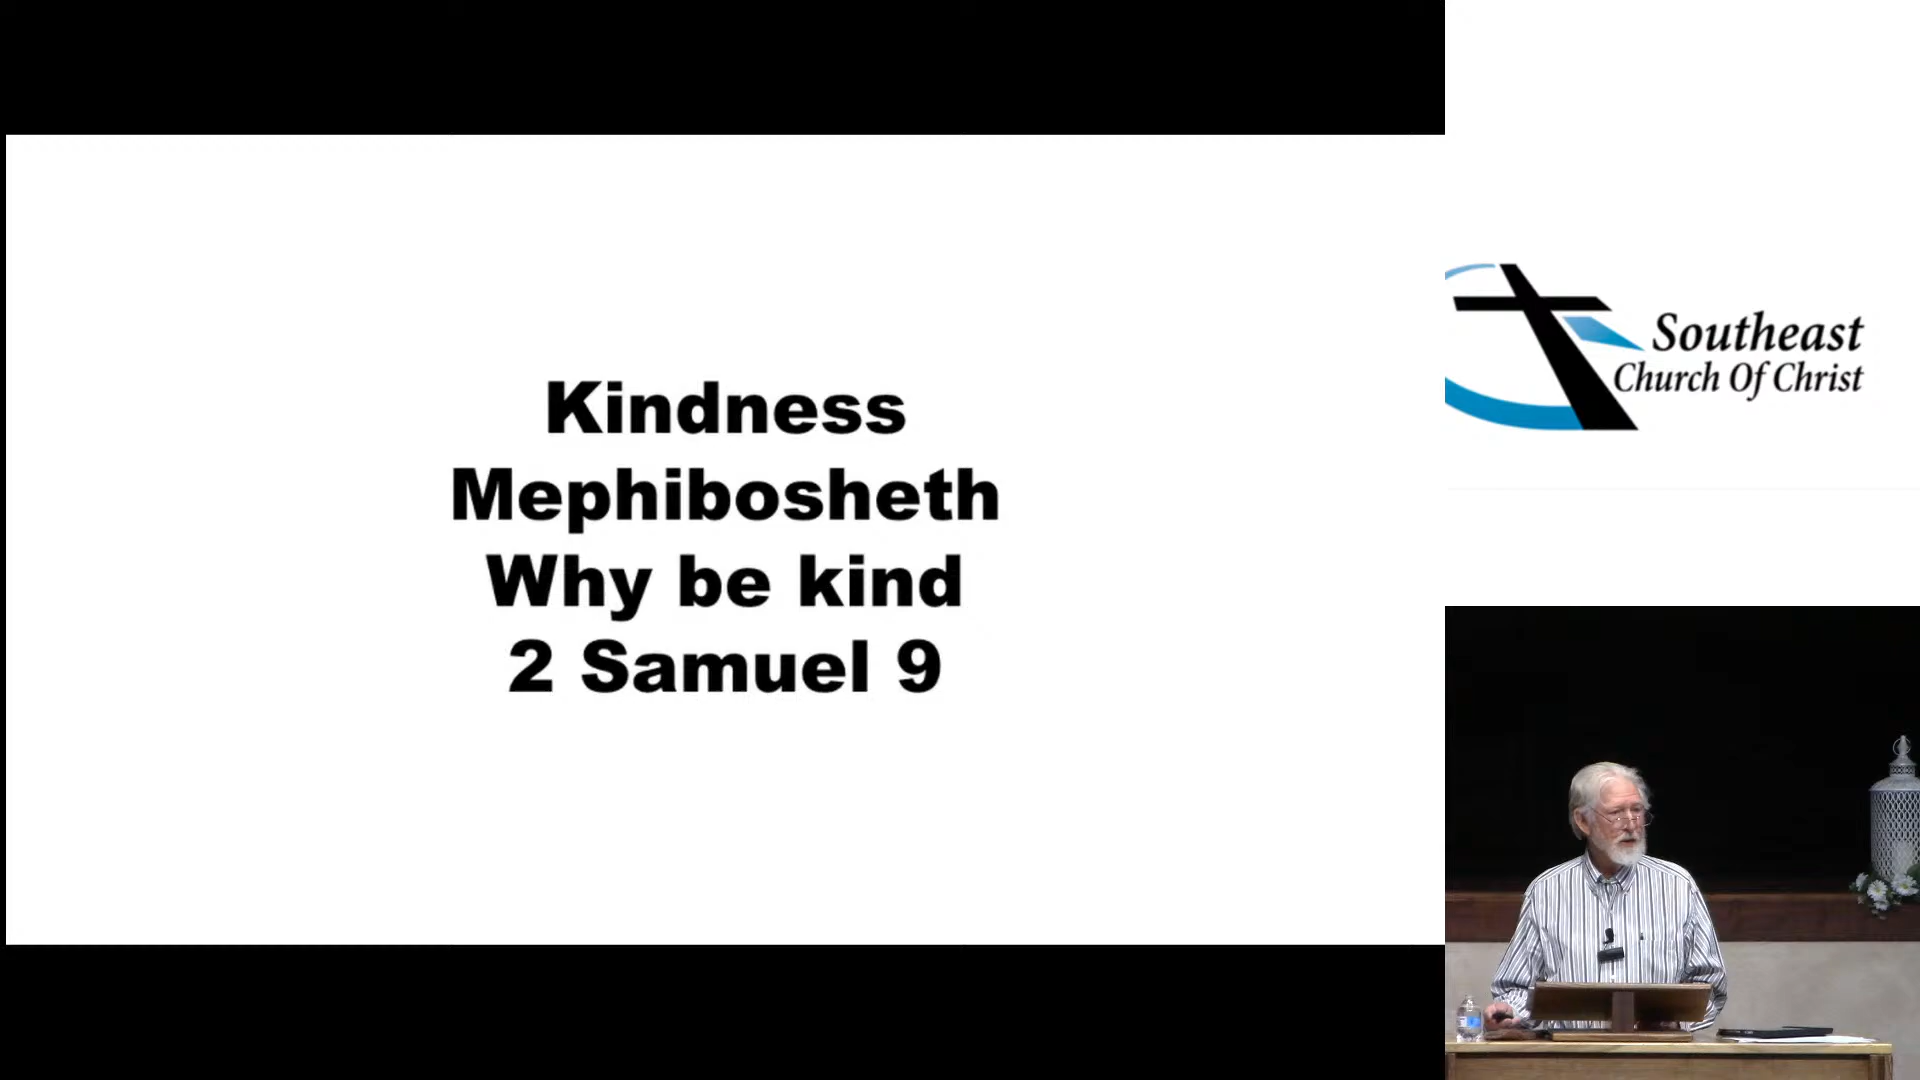 Kindness
Mephibosheth
Why be kind
2 Samuel 9
Southeast
Church Of Christ